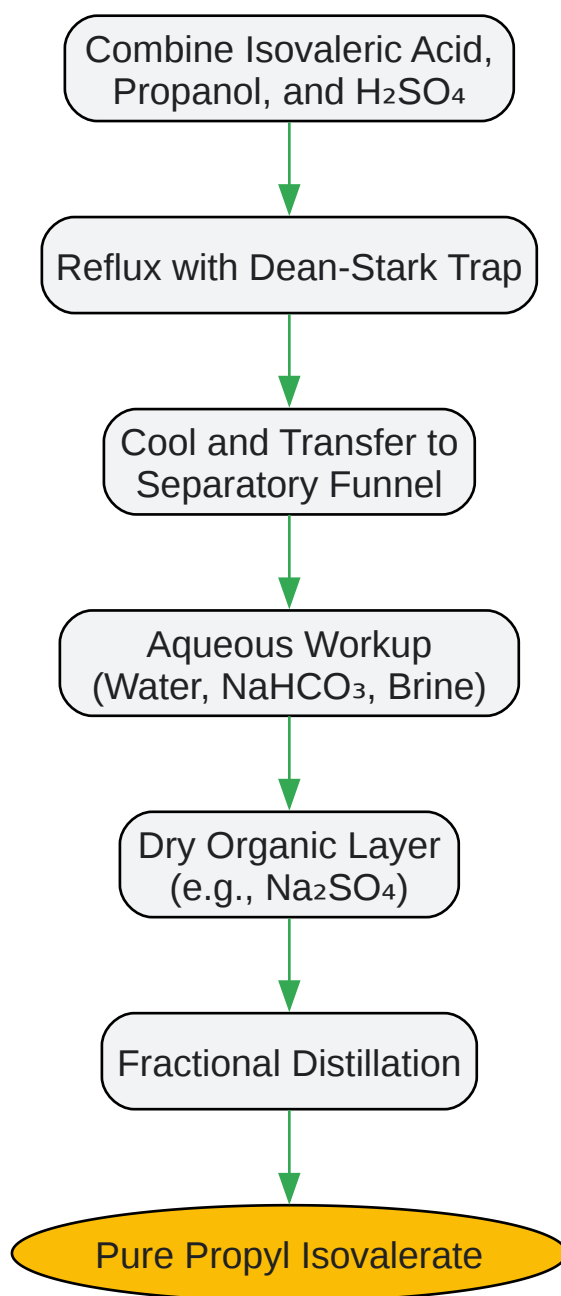 Combine Isovaleric Acid,
Propanol, and H₂SO₄
Reflux with Dean-Stark Trap
Cool and Transfer to
Separatory Funnel
Aqueous Workup
(Water, NaHCO₃, Brine)
Dry Organic Layer
(e.g., Na₂SO₄)
Fractional Distillation
Pure Propyl Isovalerate